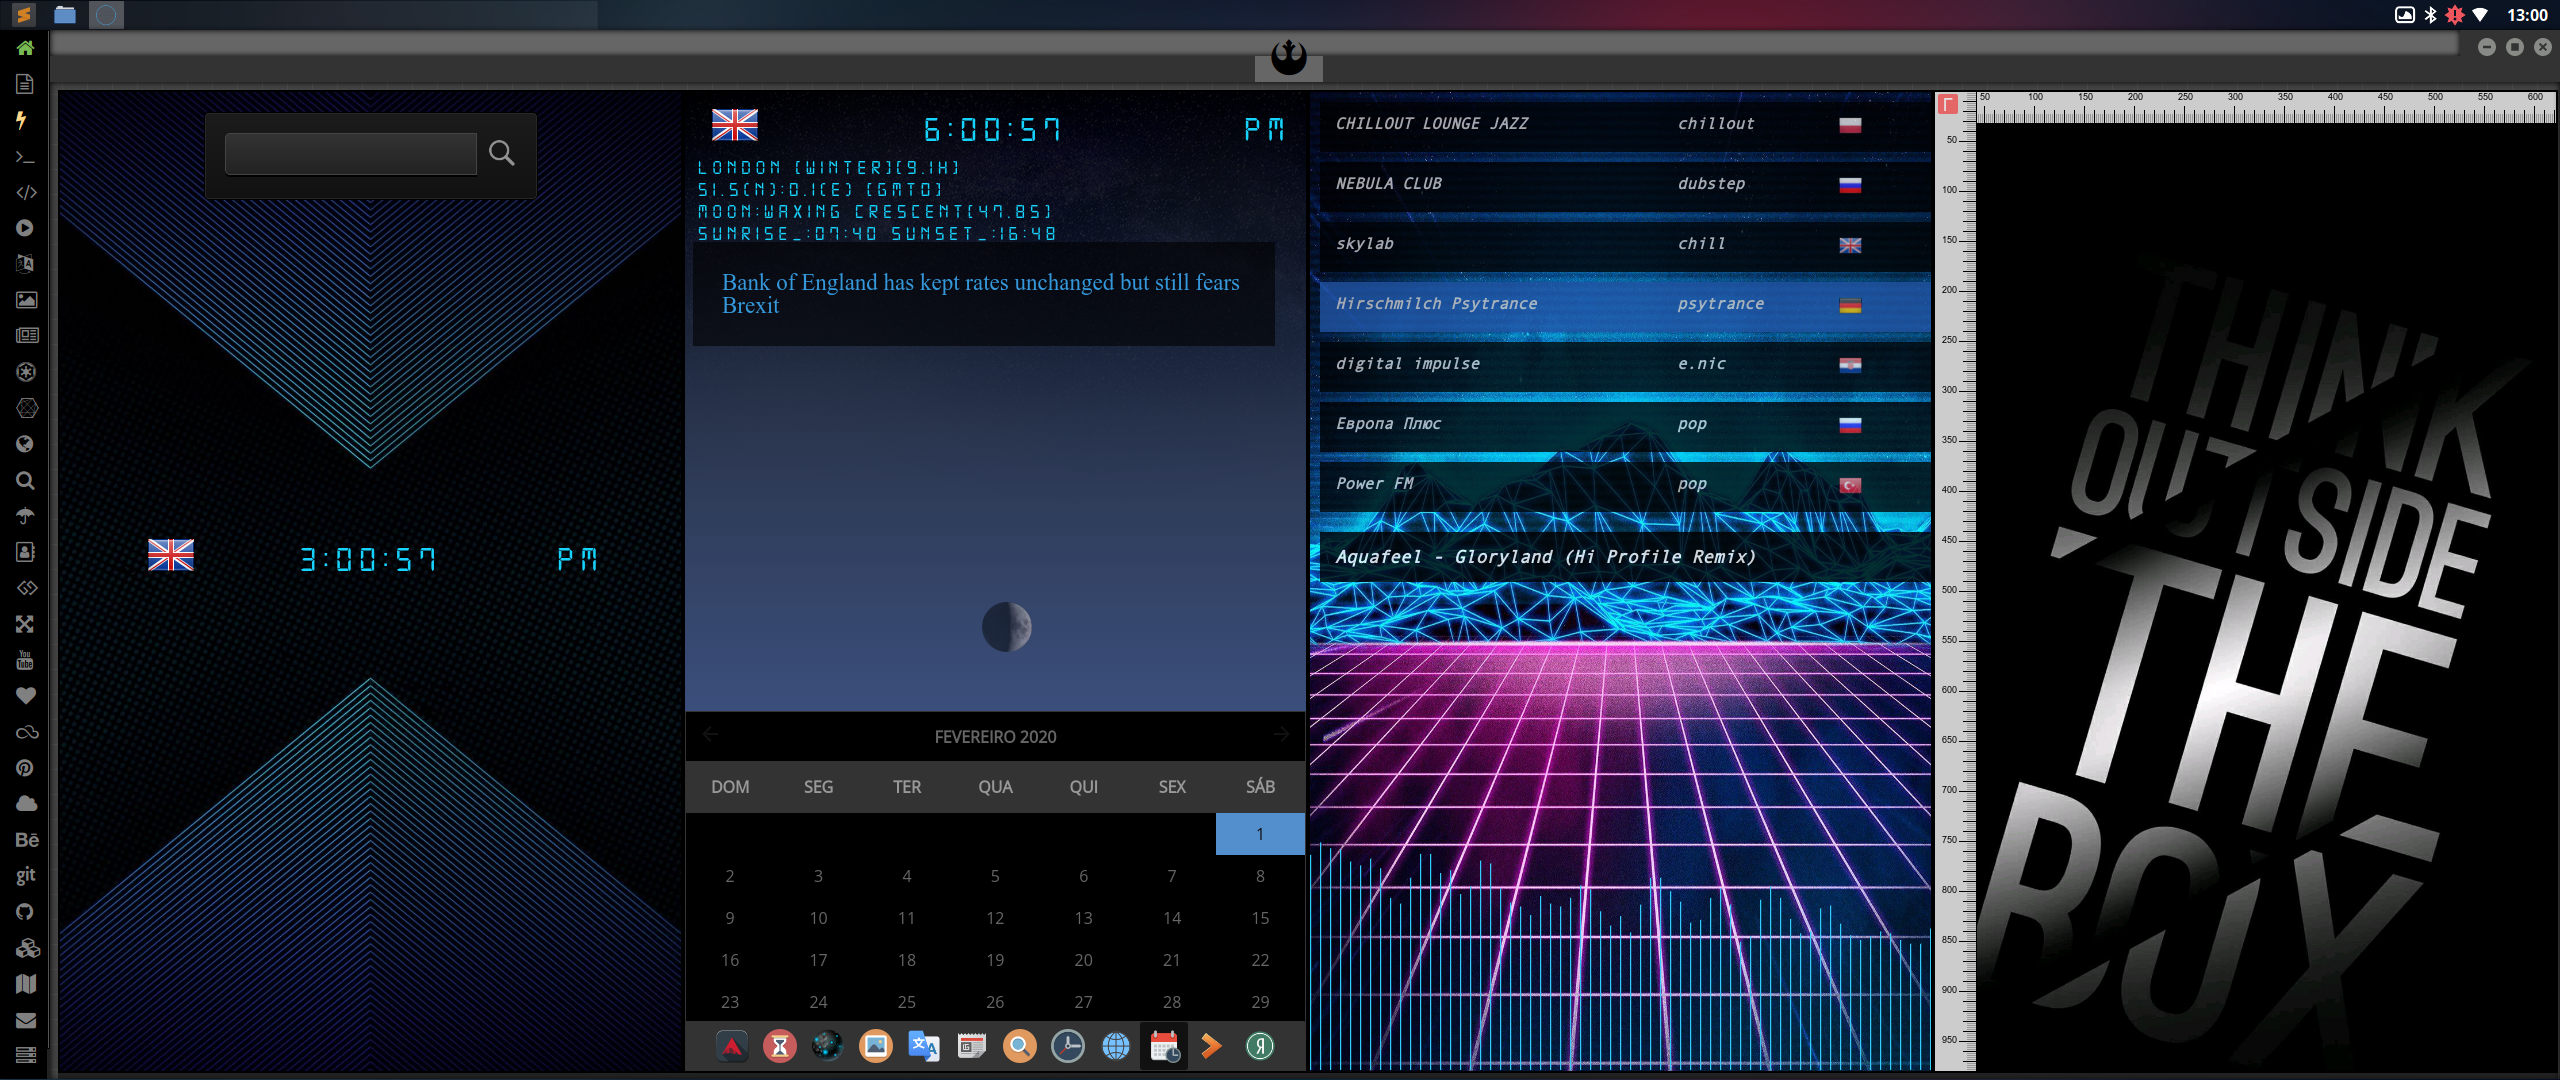 13:00
6:00:57 PM
LONDON [WINTER][9.1H]
51.5(N):0.1(E) [GMT0]
MOON:WAXING CRESCENT[47.85]
SUNRISE_:07:40 SUNSET_:16:48
Bank of England has kept rates unchanged but still fears
Brexit
3:00:57 PM
FEVEREIRO 2020
DOM SEG TER QUA QUI SEX SÁB
1
2 3 4 5 6 7 8
9 10 11 12 13 14 15
16 17 18 19 20 21 22
23 24 25 26 27 28 29
CHILLOUT LOUNGE JAZZ chillout
NEBULA CLUB dubstep
skylab chill
Hirschmilch Psytrance psytrance
digital impulse e.nic
Европа Плюс pop
Power FM pop
Aquafeel - Gloryland (Hi Profile Remix)
50 100 150 200 250 300 350 400 450 500 550 600
50
100
150
200
250
300
350
400
450
500
550
600
650
700
750
800
850
900
950
THINK
OUTSIDE
THE
BOX
You
Tube
Bē
git